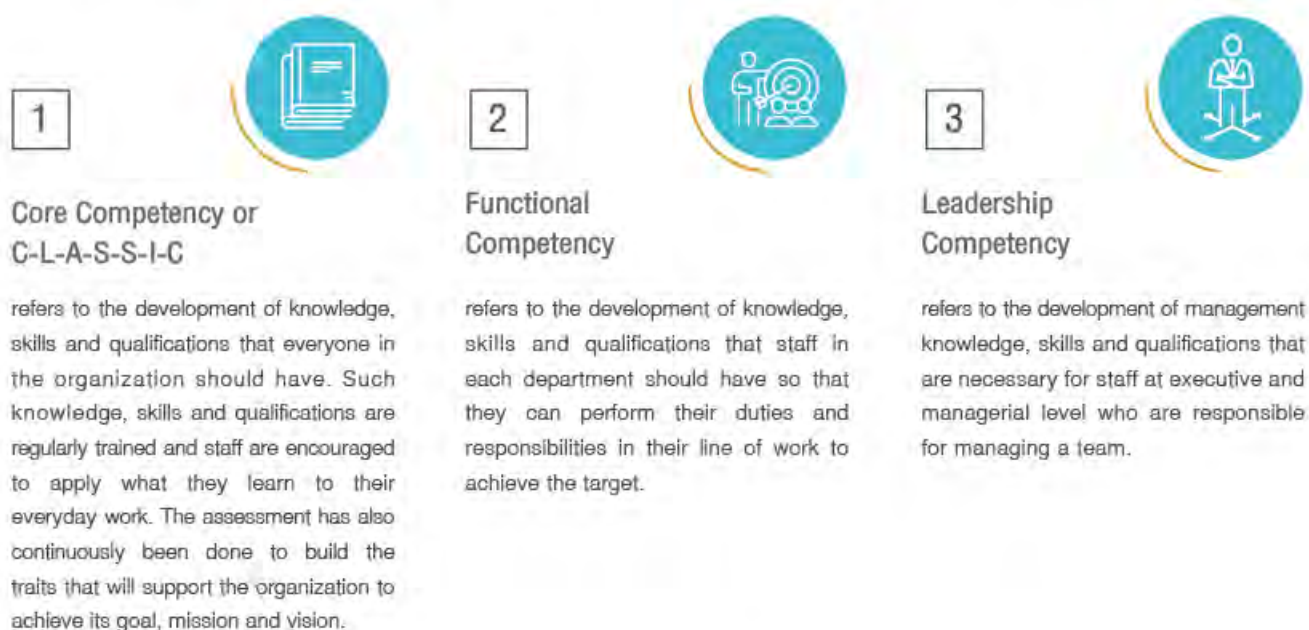 1
Core Competency or
C-L-A-S-S-I-C
refers to the development of knowledge,
skills and qualifications that everyone in
the organization should have. Such
knowledge, skills and qualifications are
regularly trained and staff are encouraged
to apply what they learn to their
everyday work. The assessment has also
continuously been done to build the
traits that will support the organization to
achieve its goal, mission and vision.
2
Functional
Competency
refers to the development of knowledge,
skills and qualifications that staff in
each department should have so that
they can perform their duties and
responsibilities in their line of work to
achieve the target.
3
Leadership
Competency
refers to the development of management
knowledge, skills and qualifications that
are necessary for staff at executive and
managerial level who are responsible
for managing a team.